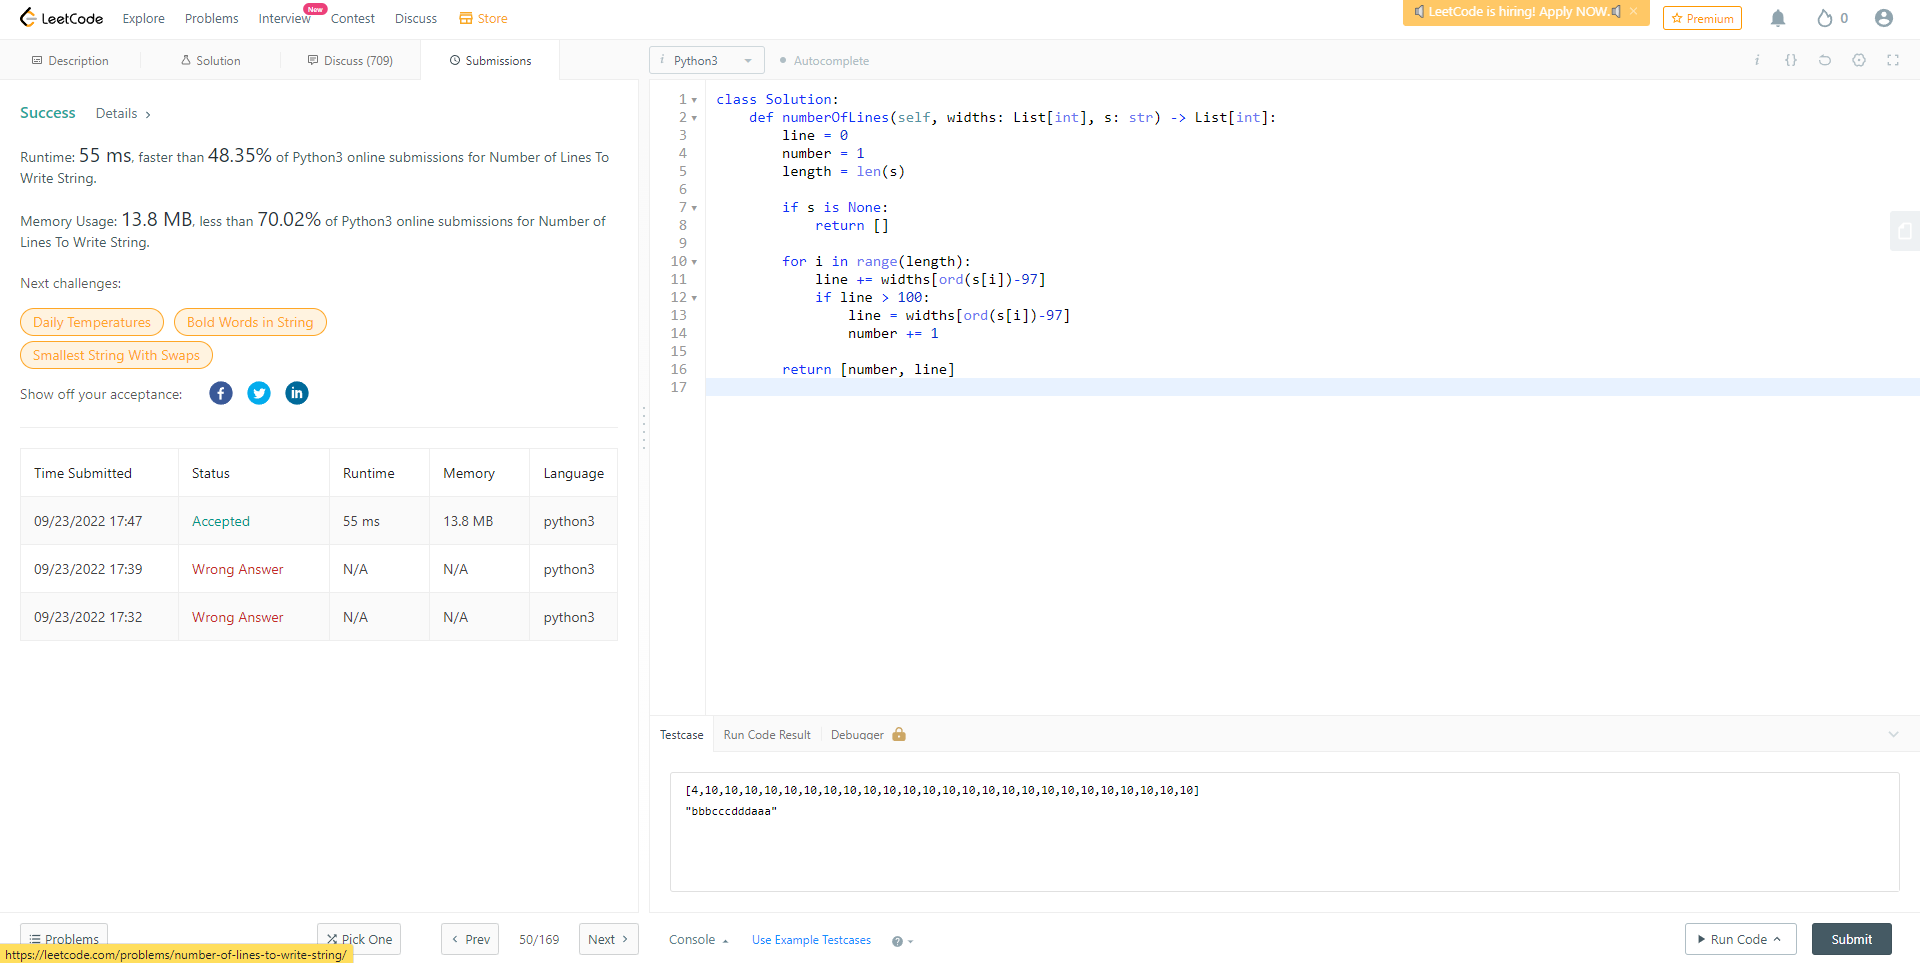 LeetCode
Explore
Problems
Interview
New
Contest
Discuss
Store
LeetCode is hiring! Apply NOW.
×
Premium
0
Description
Solution
Discuss (709)
Submissions
i Python3
Autocomplete
i
{}
Success
Details >
Runtime: 55 ms, faster than 48.35% of Python3 online submissions for Number of Lines To
Write String.
Memory Usage: 13.8 MB, less than 70.02% of Python3 online submissions for Number of
Lines To Write String.
Next challenges:
Daily Temperatures
Bold Words in String
Smallest String With Swaps
Show off your acceptance:
Time Submitted Status Runtime Memory Language
09/23/2022 17:47 Accepted 55 ms 13.8 MB python3
09/23/2022 17:39 Wrong Answer N/A N/A python3
09/23/2022 17:32 Wrong Answer N/A N/A python3
1 class Solution:
2     def numberOfLines(self, widths: List[int], s: str) -> List[int]:
3         line = 0
4         number = 1
5         length = len(s)
6
7         if s is None:
8             return []
9
10         for i in range(length):
11             line += widths[ord(s[i])-97]
12             if line > 100:
13                 line = widths[ord(s[i])-97]
14                 number += 1
15
16         return [number, line]
17
Testcase
Run Code Result
Debugger
[4,10,10,10,10,10,10,10,10,10,10,10,10,10,10,10,10,10,10,10,10,10,10,10,10,10]
"bbbcccdddaaa"
Problems
Pick One
< Prev
50/169
Next >
Console
Use Example Testcases
?
Run Code
Submit
https://leetcode.com/problems/number-of-lines-to-write-string/